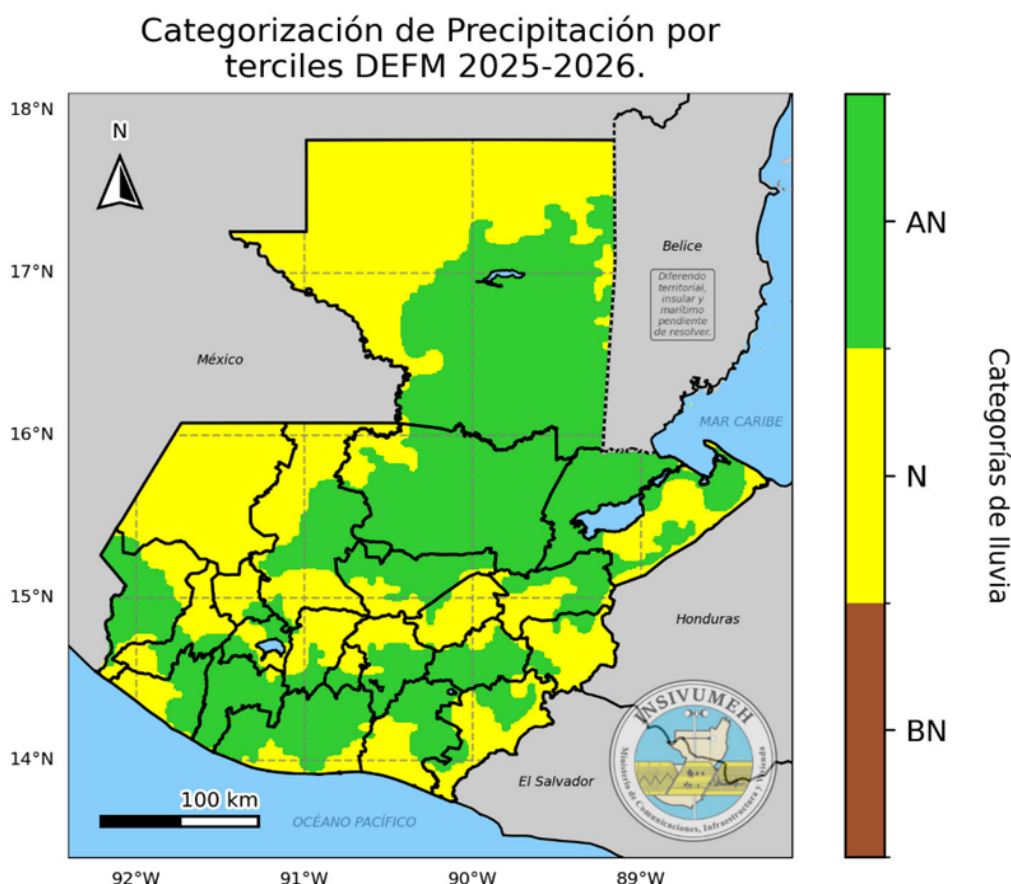 Categorización de Precipitación por
terciles DEFM 2025-2026.
18°N
17°N
16°N
15°N
14°N
N
Belice
Diferendo
territorial,
insular y
marítimo
pendiente
de resolver.
México
MAR CARIBE
Honduras
El Salvador
OCÉANO PACÍFICO
100 km
INSIVUMEH
Ministerio de Comunicaciones, Infraestructura y Vivienda
92°W
91°W
90°W
89°W
AN
N
BN
Categorías de lluvia